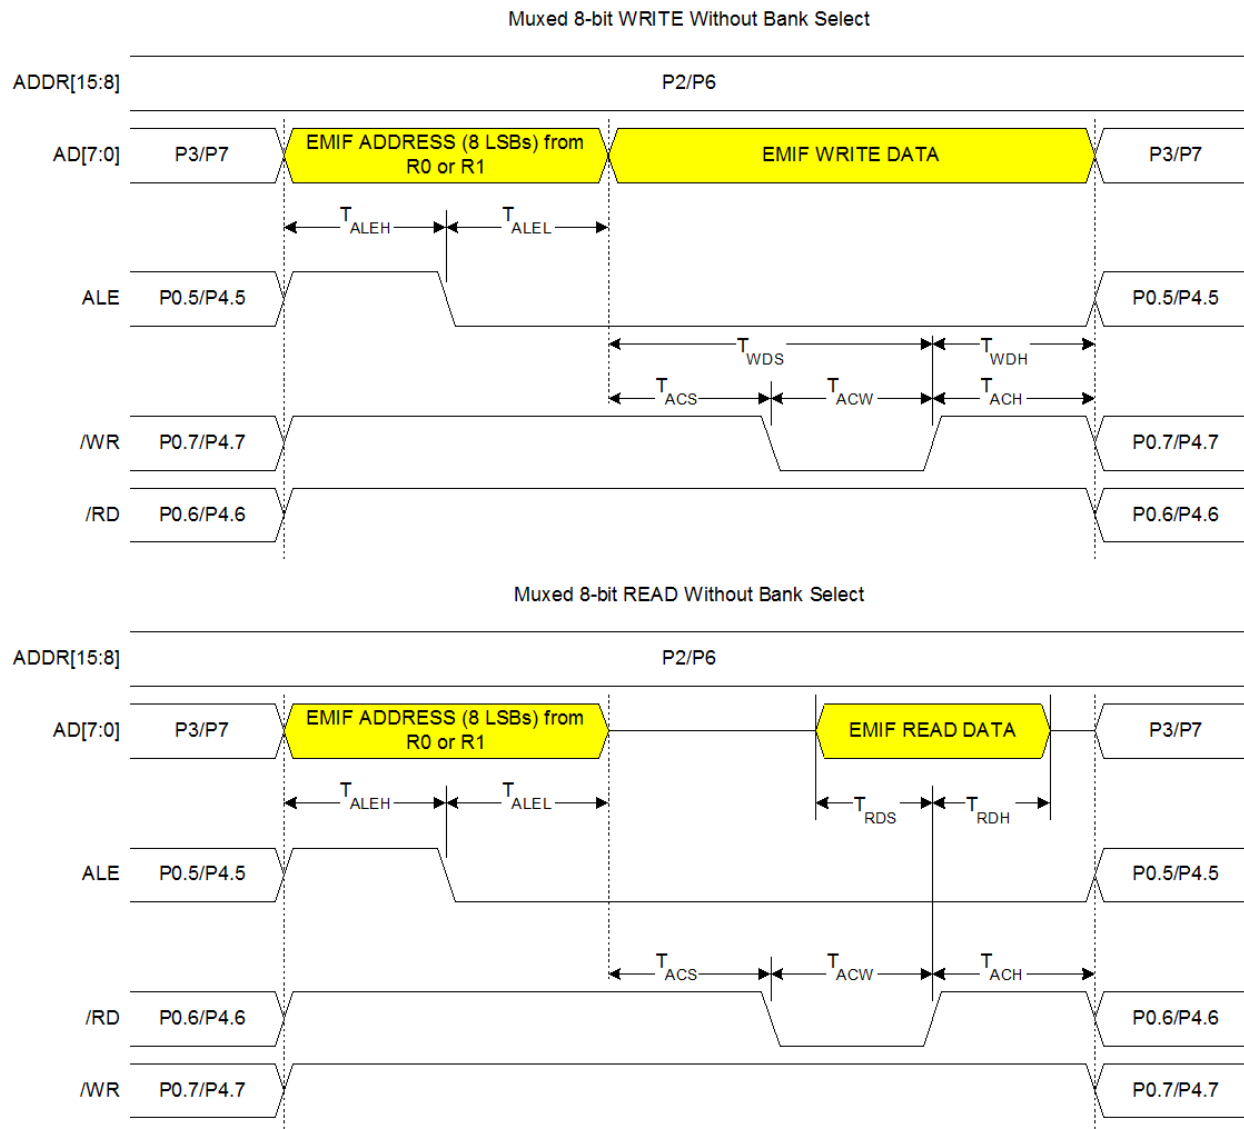 Muxed 8-bit WRITE Without Bank Select
ADDR[15:8] P2/P6
AD[7:0] P3/P7 EMIF ADDRESS (8 LSBs) from R0 or R1 EMIF WRITE DATA P3/P7
TALEH TALEL
ALE P0.5/P4.5 P0.5/P4.5
TWDS TWDH
TACS TACW TACH
/WR P0.7/P4.7 P0.7/P4.7
/RD P0.6/P4.6 P0.6/P4.6
Muxed 8-bit READ Without Bank Select
ADDR[15:8] P2/P6
AD[7:0] P3/P7 EMIF ADDRESS (8 LSBs) from R0 or R1 EMIF READ DATA P3/P7
TALEH TALEL TRDS TRDH
ALE P0.5/P4.5 P0.5/P4.5
TACS TACW TACH
/RD P0.6/P4.6 P0.6/P4.6
/WR P0.7/P4.7 P0.7/P4.7